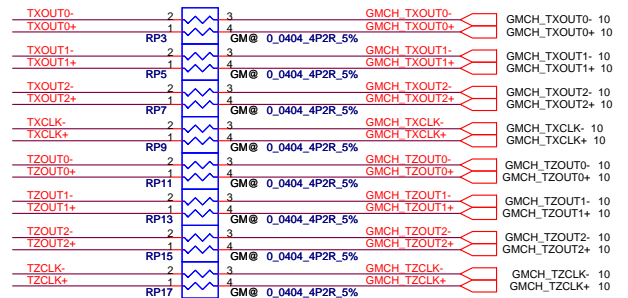 TXOUT0- 2 3 GMCH_TXOUT0- GMCH_TXOUT0- 10
TXOUT0+ 1 4 GMCH_TXOUT0+ GMCH_TXOUT0+ 10
RP3 GM@ 0_0404_4P2R_5%
TXOUT1- 2 3 GMCH_TXOUT1- GMCH_TXOUT1- 10
TXOUT1+ 1 4 GMCH_TXOUT1+ GMCH_TXOUT1+ 10
RP5 GM@ 0_0404_4P2R_5%
TXOUT2- 2 3 GMCH_TXOUT2- GMCH_TXOUT2- 10
TXOUT2+ 1 4 GMCH_TXOUT2+ GMCH_TXOUT2+ 10
RP7 GM@ 0_0404_4P2R_5%
TXCLK- 2 3 GMCH_TXCLK- GMCH_TXCLK- 10
TXCLK+ 1 4 GMCH_TXCLK+ GMCH_TXCLK+ 10
RP9 GM@ 0_0404_4P2R_5%
TZOUT0- 2 3 GMCH_TZOUT0- GMCH_TZOUT0- 10
TZOUT0+ 1 4 GMCH_TZOUT0+ GMCH_TZOUT0+ 10
RP11 GM@ 0_0404_4P2R_5%
TZOUT1- 2 3 GMCH_TZOUT1- GMCH_TZOUT1- 10
TZOUT1+ 1 4 GMCH_TZOUT1+ GMCH_TZOUT1+ 10
RP13 GM@ 0_0404_4P2R_5%
TZOUT2- 2 3 GMCH_TZOUT2- GMCH_TZOUT2- 10
TZOUT2+ 1 4 GMCH_TZOUT2+ GMCH_TZOUT2+ 10
RP15 GM@ 0_0404_4P2R_5%
TZCLK- 2 3 GMCH_TZCLK- GMCH_TZCLK- 10
TZCLK+ 1 4 GMCH_TZCLK+ GMCH_TZCLK+ 10
RP17 GM@ 0_0404_4P2R_5%